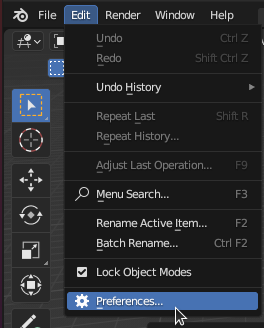 File Edit Render Window Help
Undo Ctrl Z
Redo Shift Ctrl Z
Undo History
Repeat Last Shift R
Repeat History...
Adjust Last Operation... F9
Menu Search... F3
Rename Active Item... F2
Batch Rename... Ctrl F2
Lock Object Modes
Preferences...